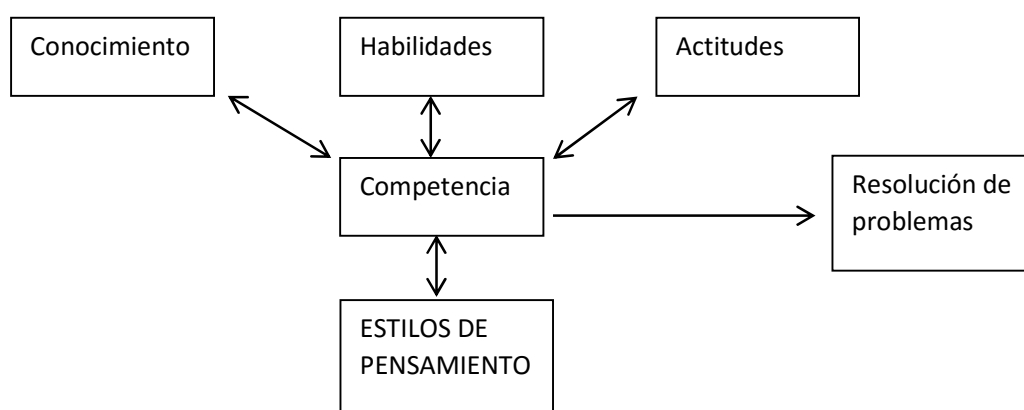 Conocimiento
Habilidades
Actitudes
Competencia
Resolución de
problemas
ESTILOS DE
PENSAMIENTO